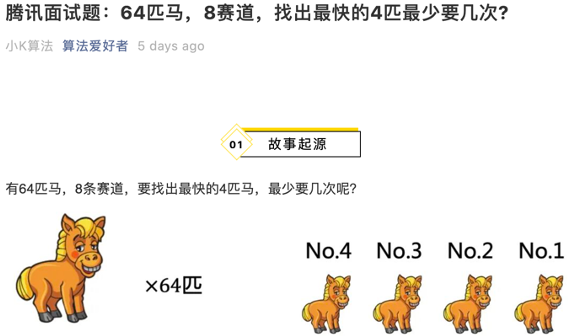 腾讯面试题：64匹马，8赛道，找出最快的4匹最少要几次?
小K算法 算法爱好者 5 days ago
01 故事起源
有64匹马，8条赛道，要找出最快的4匹马，最少要几次呢?
No.4 No.3 No.2 No.1
×64匹